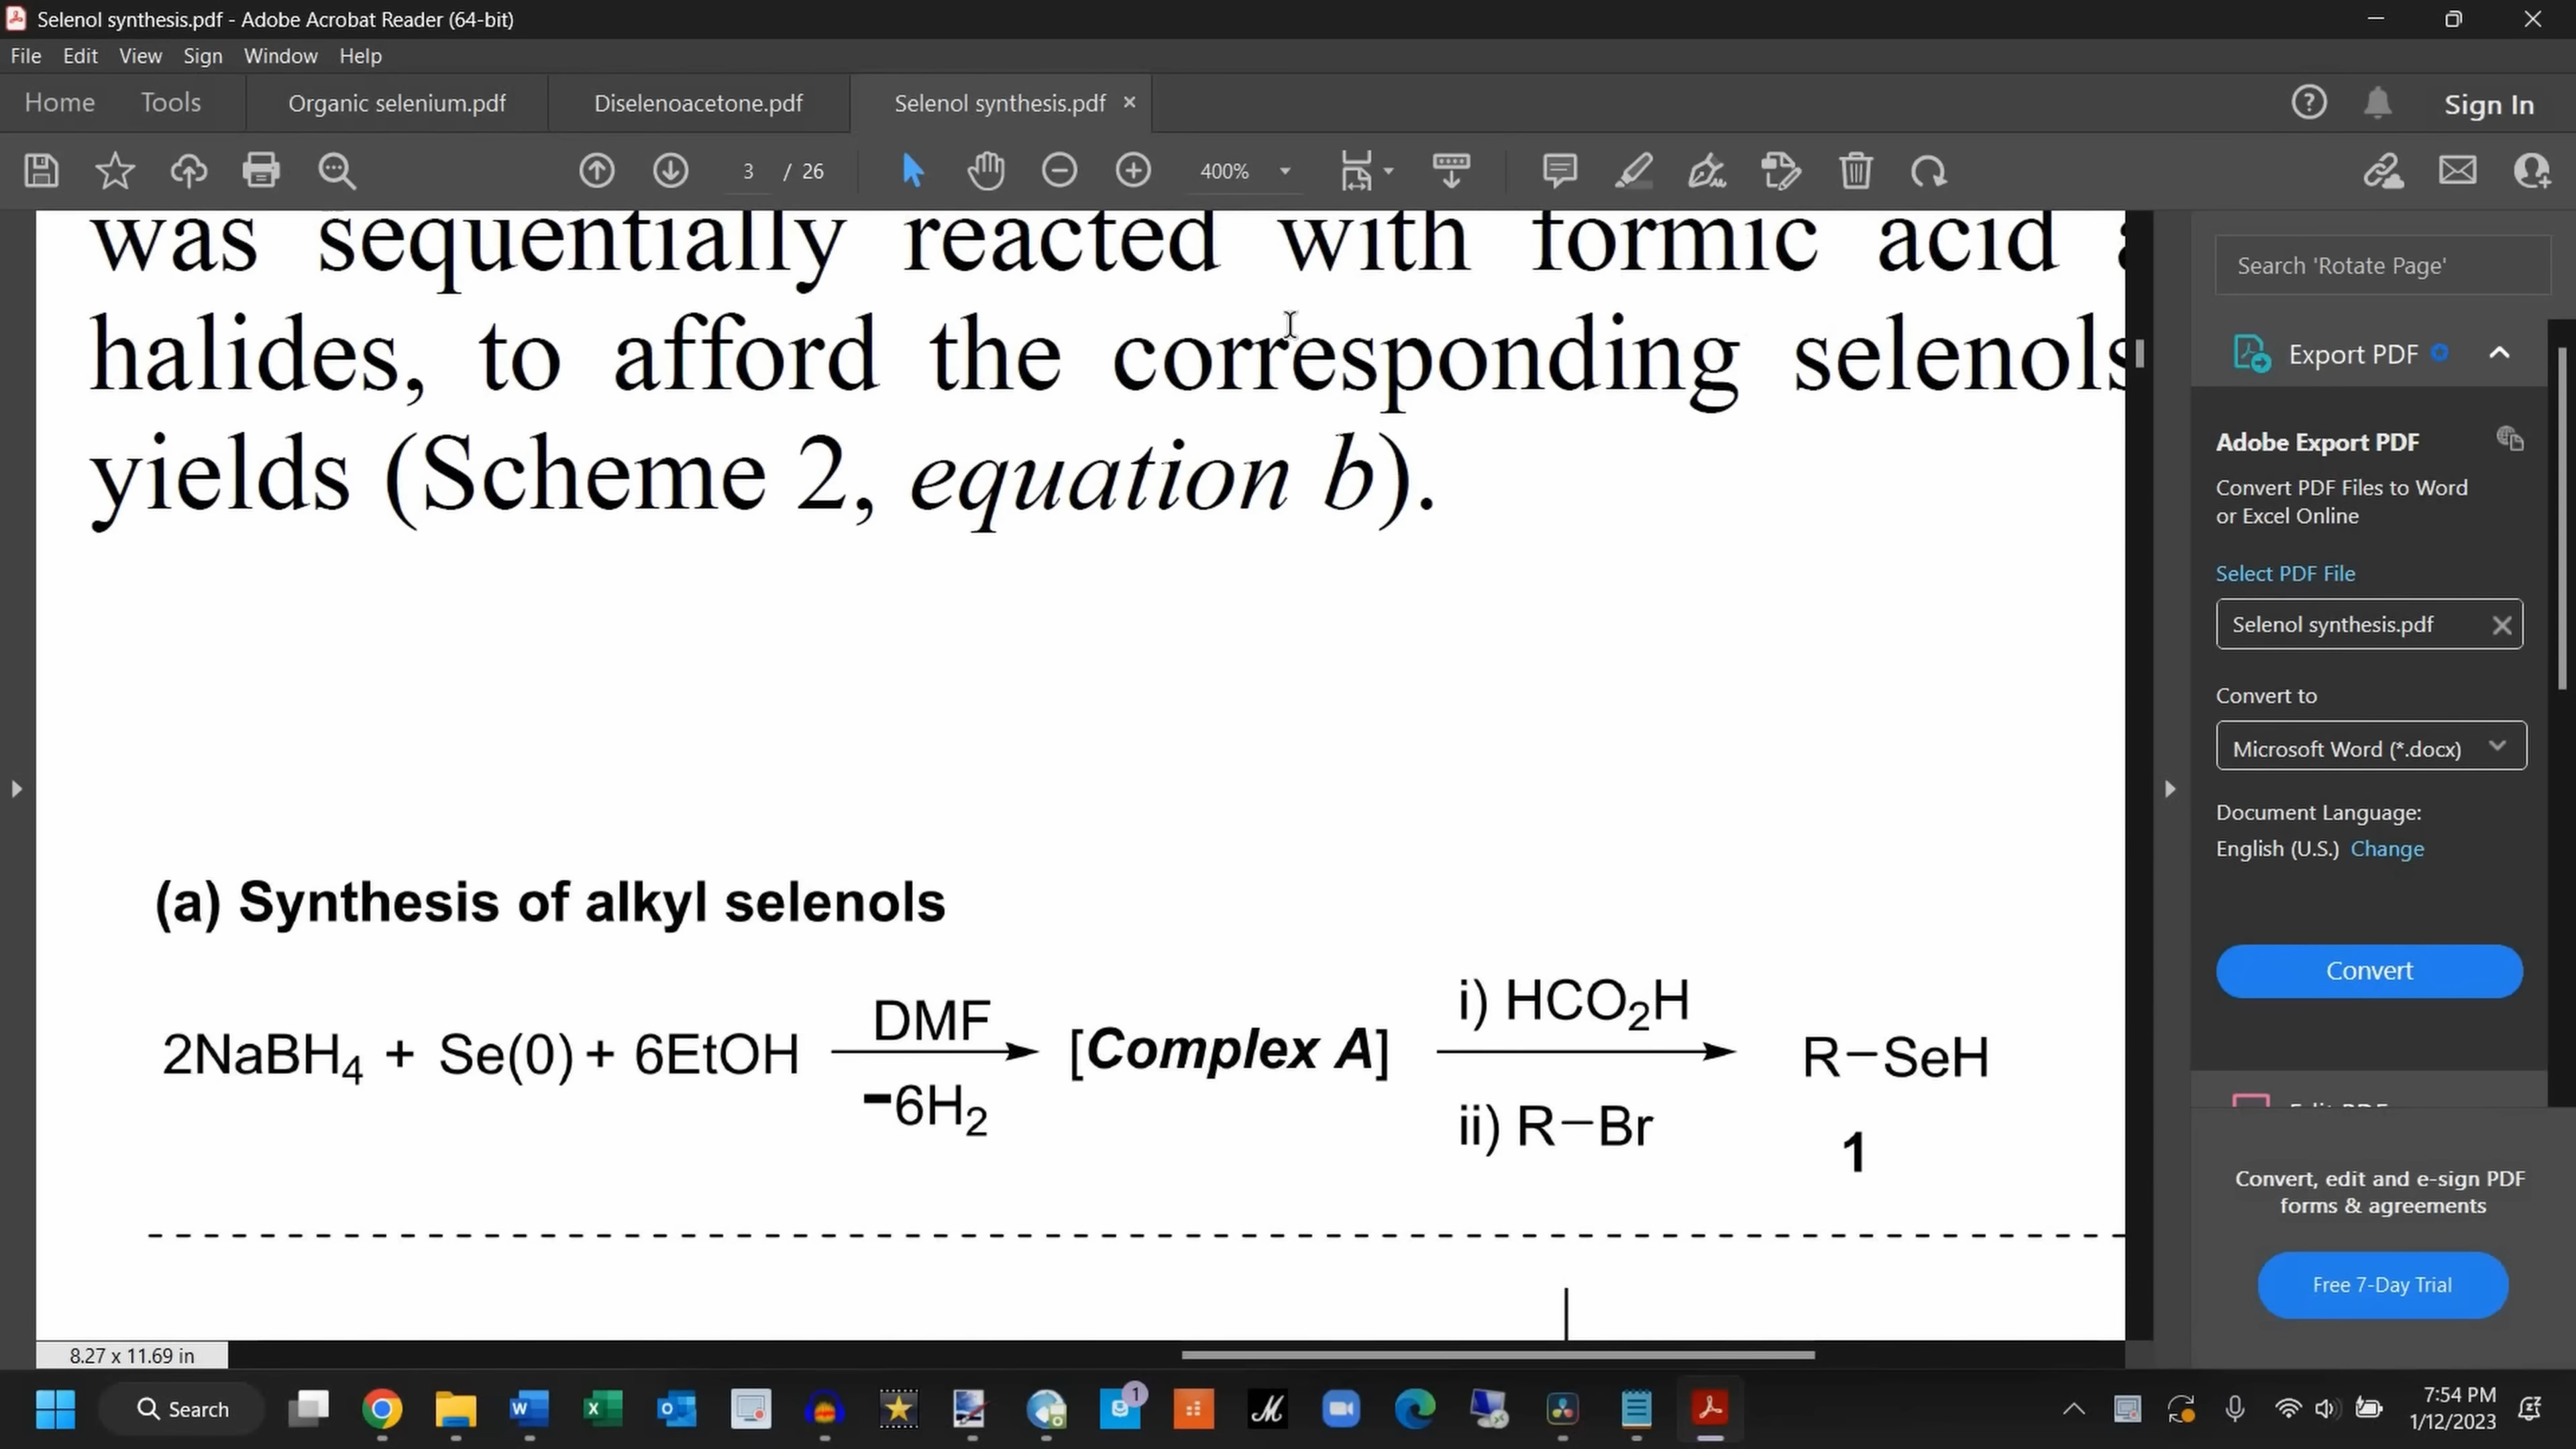 Selenol synthesis.pdf - Adobe Acrobat Reader (64-bit)
File Edit View Sign Window Help
Home Tools Organic selenium.pdf Diselenoacetone.pdf Selenol synthesis.pdf × Sign In
3 / 26 400%
was sequentially reacted with formic acid
halides, to afford the corresponding selenols
yields (Scheme 2, equation b).
(a) Synthesis of alkyl selenols
2NaBH4 + Se(0) + 6EtOH DMF −6H2 [Complex A] i) HCO2H ii) R−Br R−SeH
1
8.27 x 11.69 in
Search 'Rotate Page'
Export PDF
Adobe Export PDF
Convert PDF Files to Word
or Excel Online
Select PDF File
Selenol synthesis.pdf
Convert to
Microsoft Word (*.docx)
Document Language:
English (U.S.) Change
Convert
Convert, edit and e-sign PDF
forms & agreements
Free 7-Day Trial
Search
1
7:54 PM
1/12/2023